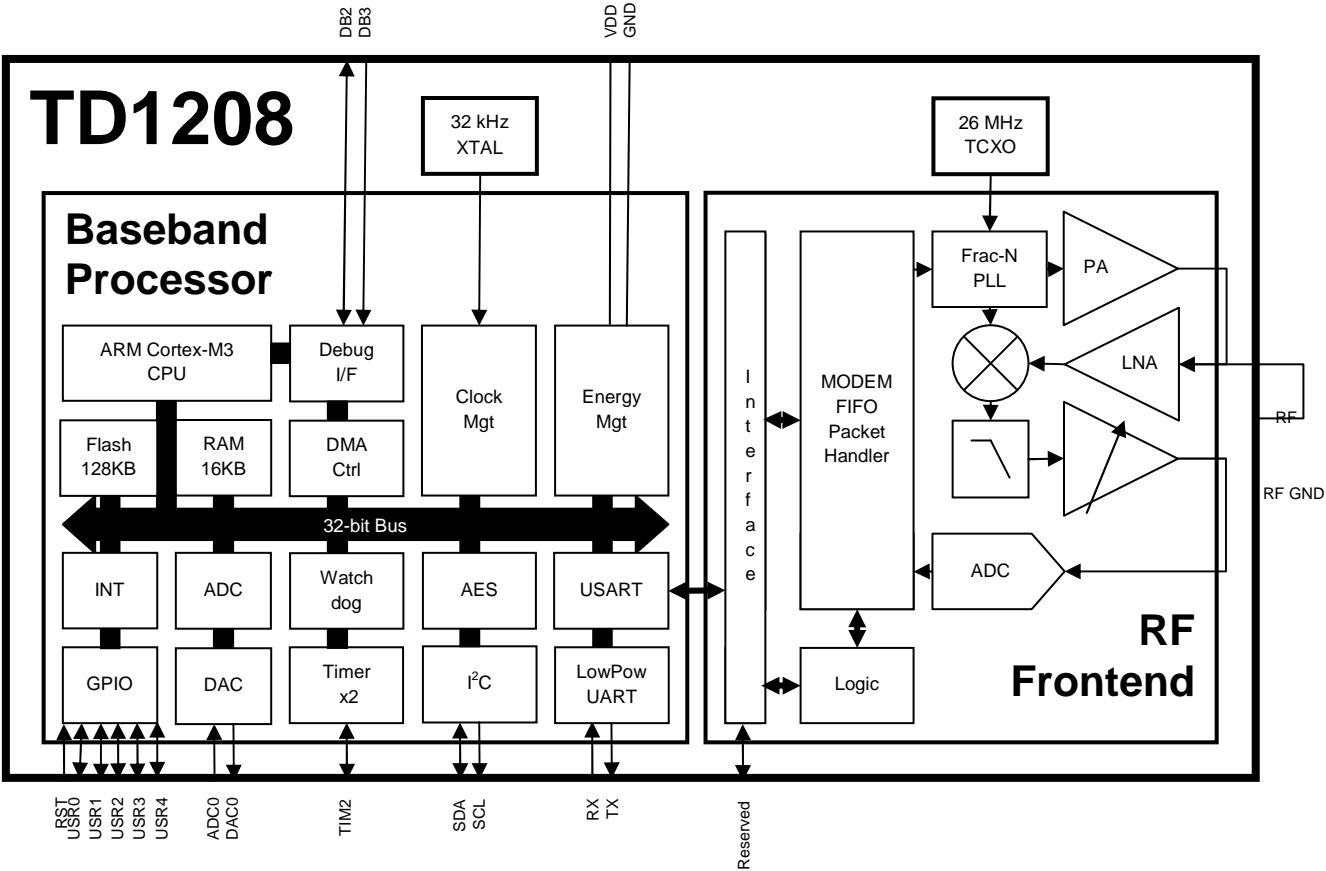 DB2
DB3
VDD
GND
TD1208
32 kHz
XTAL
26 MHz
TCXO
Baseband
Processor
ARM Cortex-M3
CPU
Debug
I/F
Clock
Mgt
Energy
Mgt
Flash
128KB
RAM
16KB
DMA
Ctrl
32-bit Bus
INT
ADC
Watch
dog
AES
USART
GPIO
DAC
Timer
x2
I²C
LowPow
UART
Interface
MODEM
FIFO
Packet
Handler
Logic
Frac-N
PLL
PA
LNA
ADC
RF
Frontend
RF
RF GND
RST
USR0
USR1
USR2
USR3
USR4
ADC0
DAC0
TIM2
SDA
SCL
RX
TX
Reserved